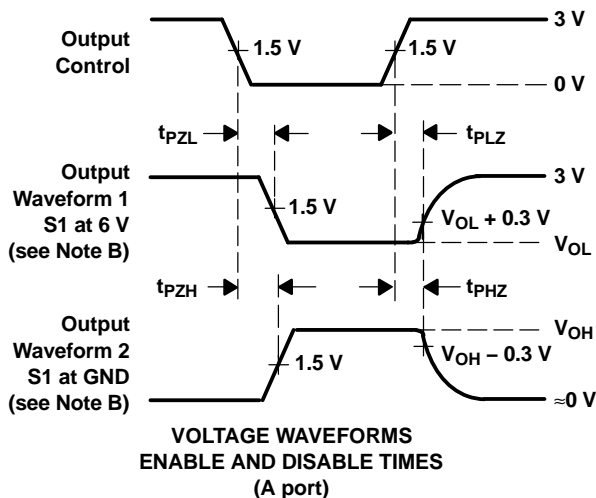 3 V
Output
Control
1.5 V
1.5 V
0 V
tPZL
tPLZ
Output
Waveform 1
S1 at 6 V
(see Note B)
3 V
1.5 V
VOL + 0.3 V
VOL
tPZH
tPHZ
Output
Waveform 2
S1 at GND
(see Note B)
VOH
1.5 V
VOH – 0.3 V
≈0 V
VOLTAGE WAVEFORMS
ENABLE AND DISABLE TIMES
(A port)